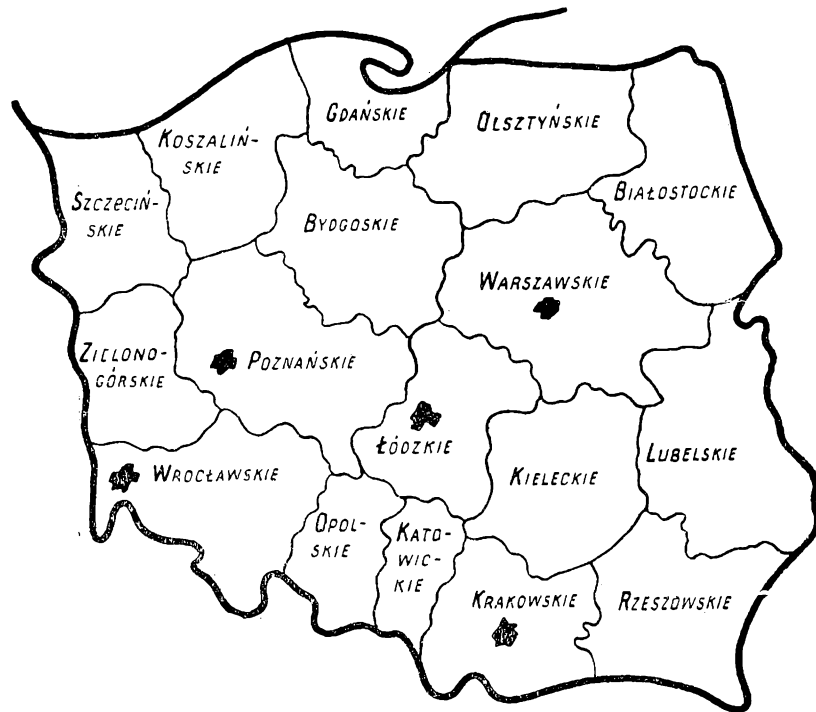 GDAŃSKIE
OLSZTYŃSKIE
KOSZALIŃ-
SKIE
BIAŁOSTOCKIE
SZCZECIŃ-
SKIE
BYDGOSKIE
WARSZAWSKIE
ZIELONO-
GÓRSKIE
POZNAŃSKIE
ŁÓDZKIE
LUBELSKIE
WROCŁAWSKIE
KIELECKIE
OPOL-
SKIE
KATO-
WIC-
KIE
KRAKOWSKIE
RZESZOWSKIE